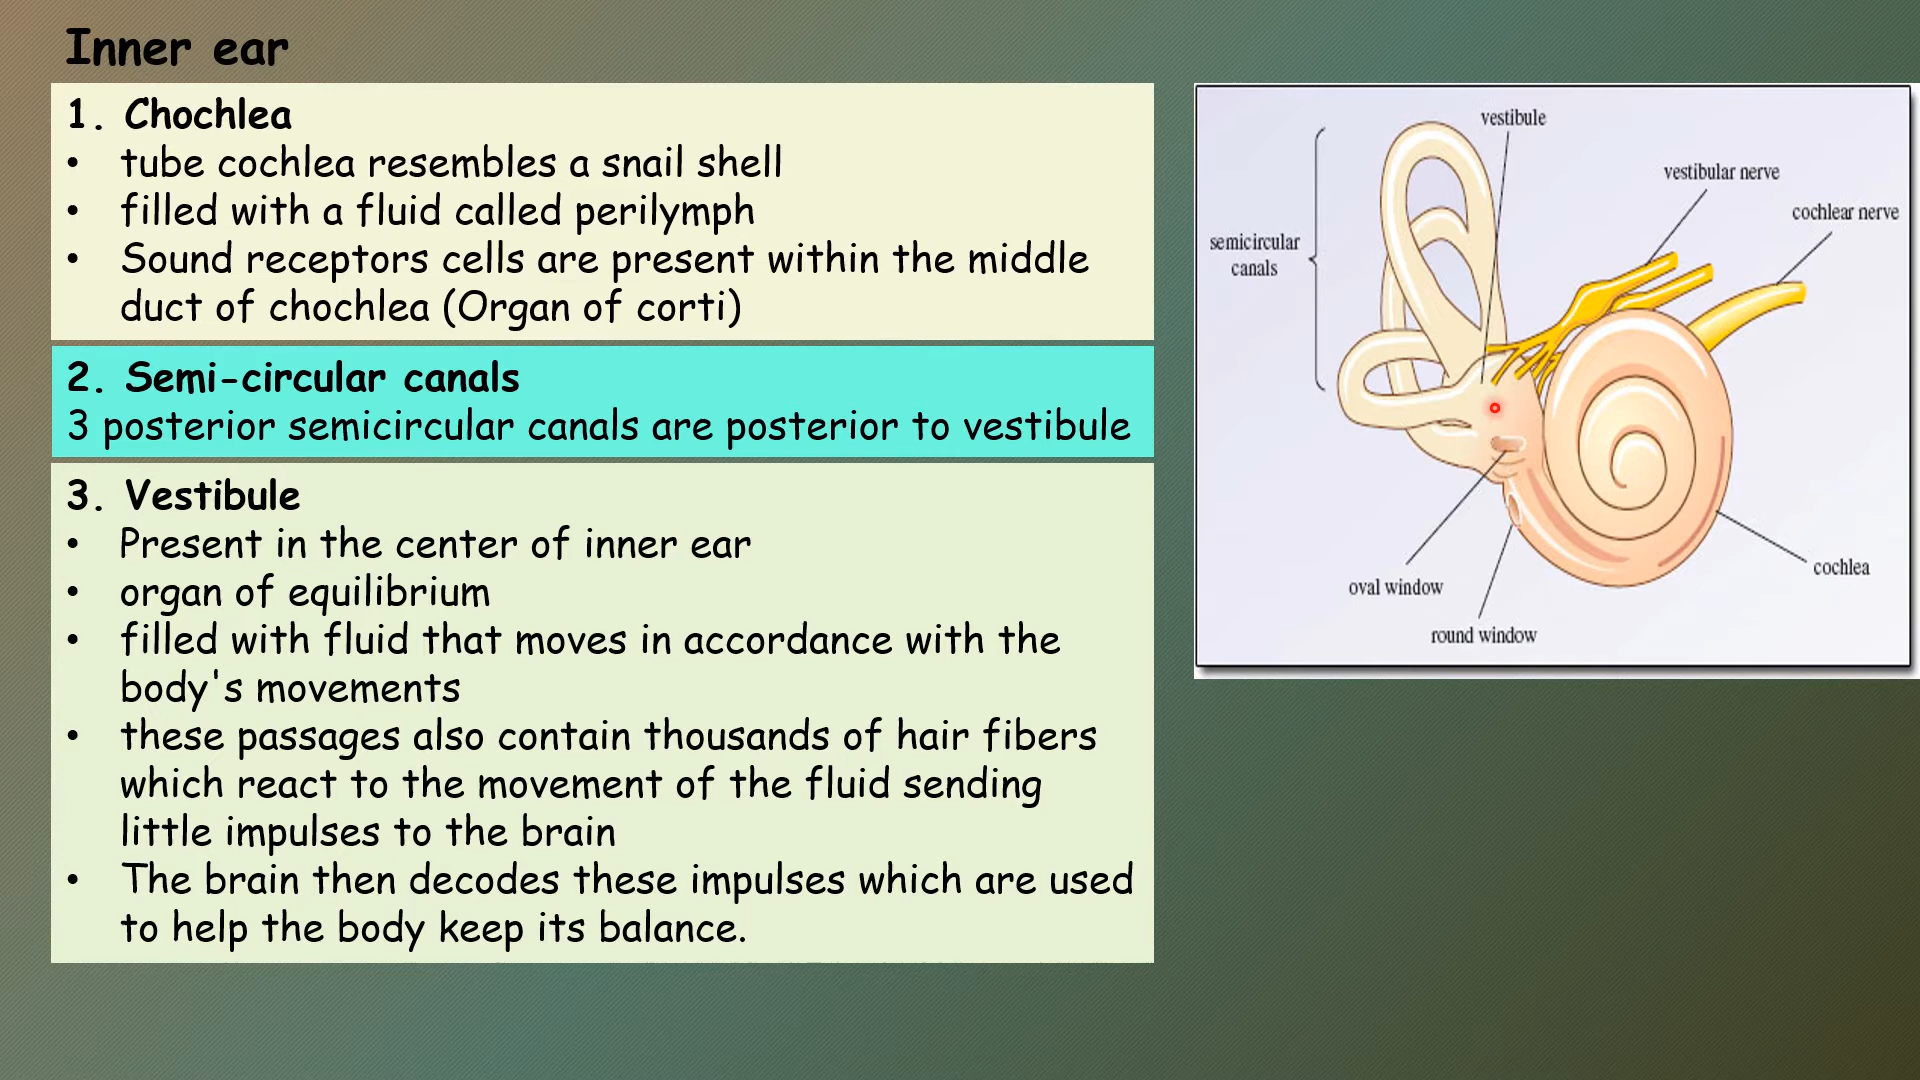 Inner ear
1. Chochlea
• tube cochlea resembles a snail shell
• filled with a fluid called perilymph
• Sound receptors cells are present within the middle
duct of chochlea (Organ of corti)
2. Semi-circular canals
3 posterior semicircular canals are posterior to vestibule
3. Vestibule
• Present in the center of inner ear
• organ of equilibrium
• filled with fluid that moves in accordance with the
body's movements
• these passages also contain thousands of hair fibers
which react to the movement of the fluid sending
little impulses to the brain
• The brain then decodes these impulses which are used
to help the body keep its balance.
vestibule
vestibular nerve
cochlear nerve
semicircular
canals
cochlea
oval window
round window